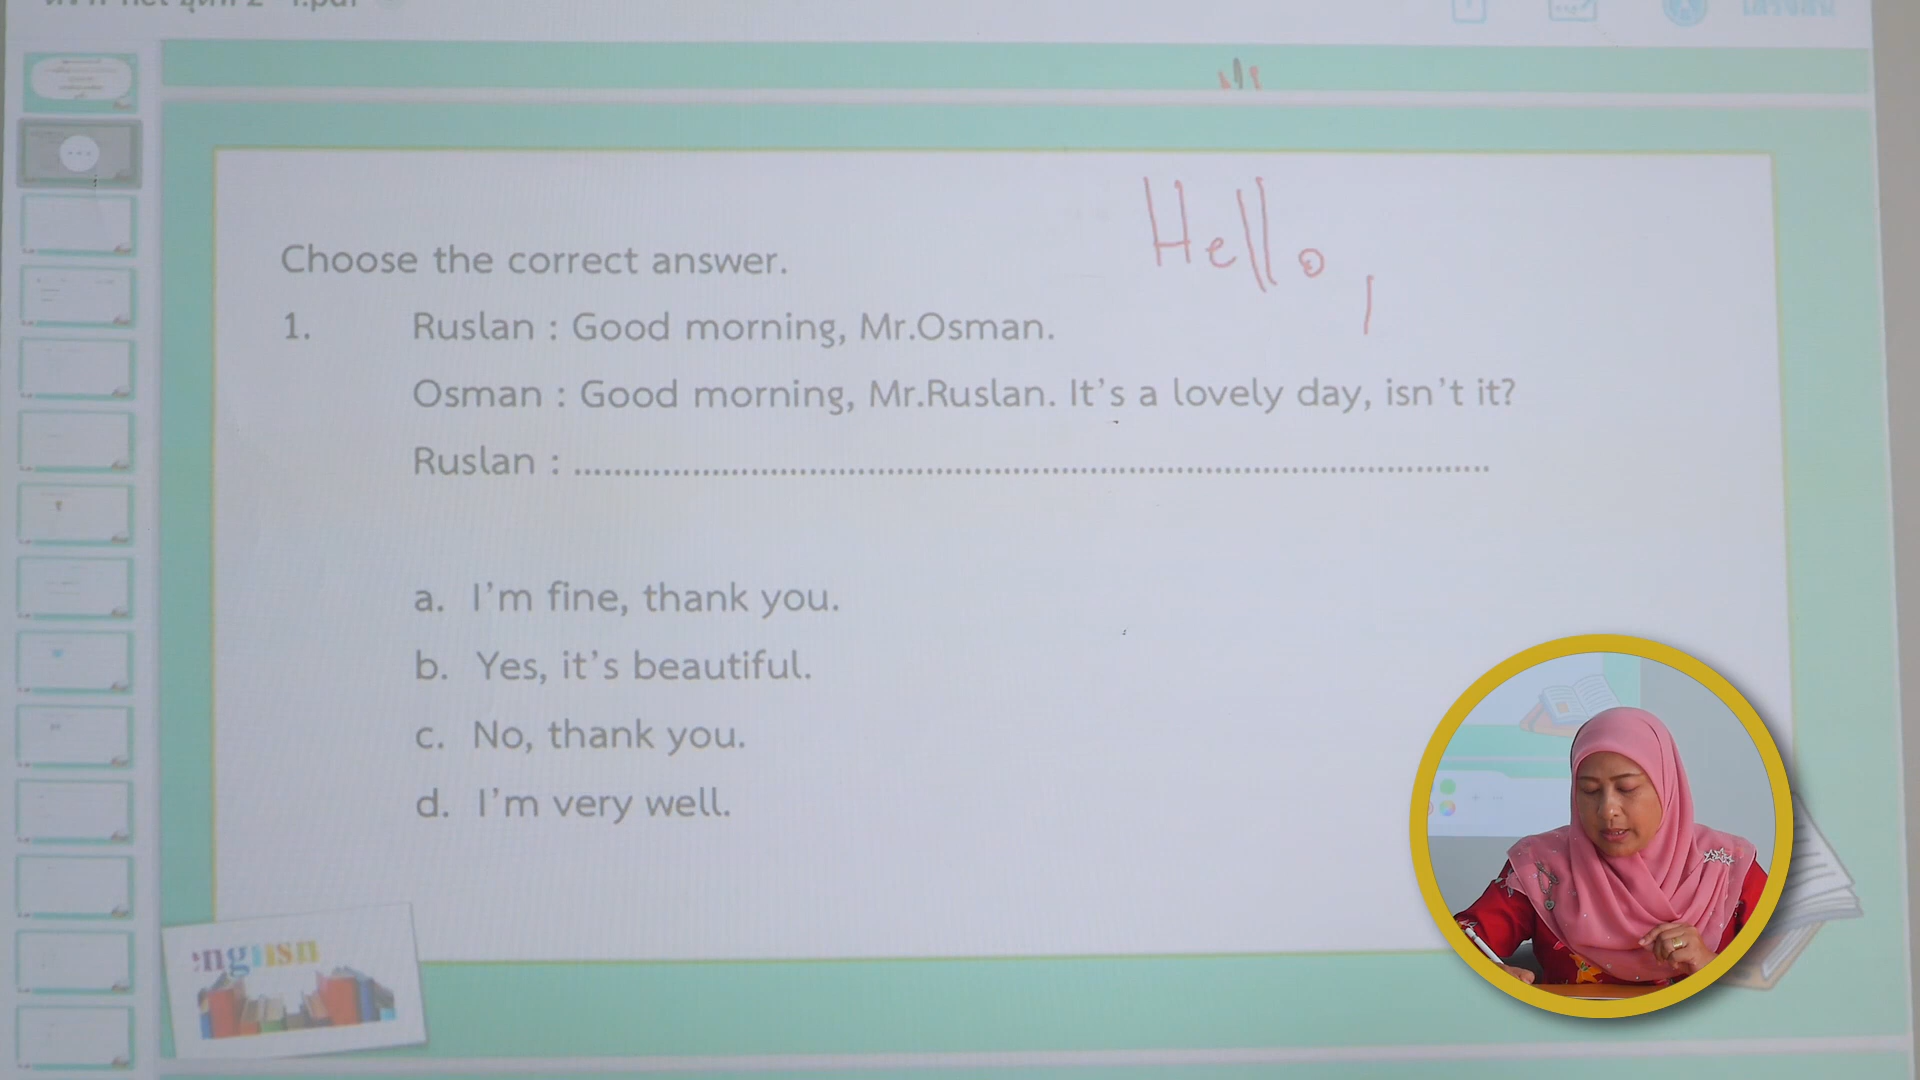 Hello,
Choose the correct answer.
1. Ruslan : Good morning, Mr.Osman.
Osman : Good morning, Mr.Ruslan. It's a lovely day, isn't it?
Ruslan : ........................................................................
a. I'm fine, thank you.
b. Yes, it's beautiful.
c. No, thank you.
d. I'm very well.
english